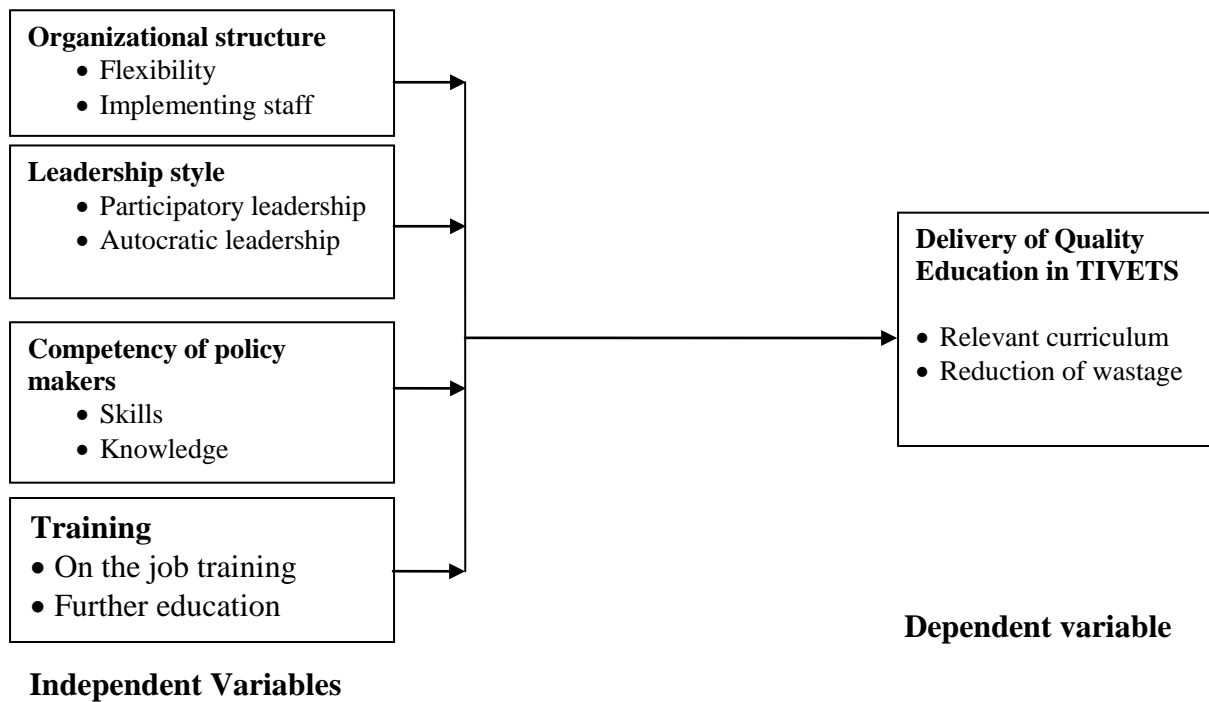 Organizational structure
• Flexibility
• Implementing staff
Leadership style
• Participatory leadership
• Autocratic leadership
Competency of policy
makers
• Skills
• Knowledge
Training
• On the job training
• Further education
Independent Variables
Delivery of Quality
Education in TIVETS
• Relevant curriculum
• Reduction of wastage
Dependent variable